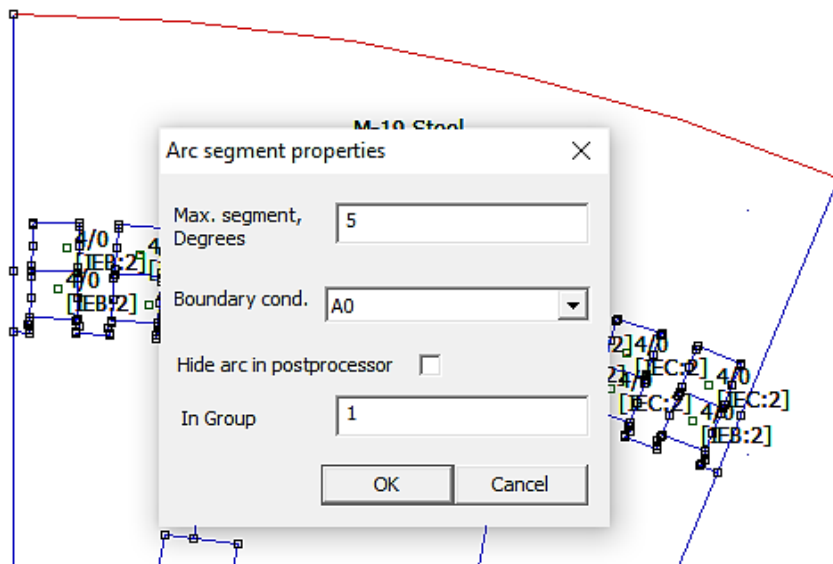 M-19 Steel
Arc segment properties
Max. segment,
Degrees
5
Boundary cond.
A0
Hide arc in postprocessor
In Group
1
OK
Cancel
4/0
[IEB:2]
4/0
[IEB:2]
4/0
[IEC:2]
4/0
[IEC:2]
4/0
[IEC:2]
4/0
[IEB:2]